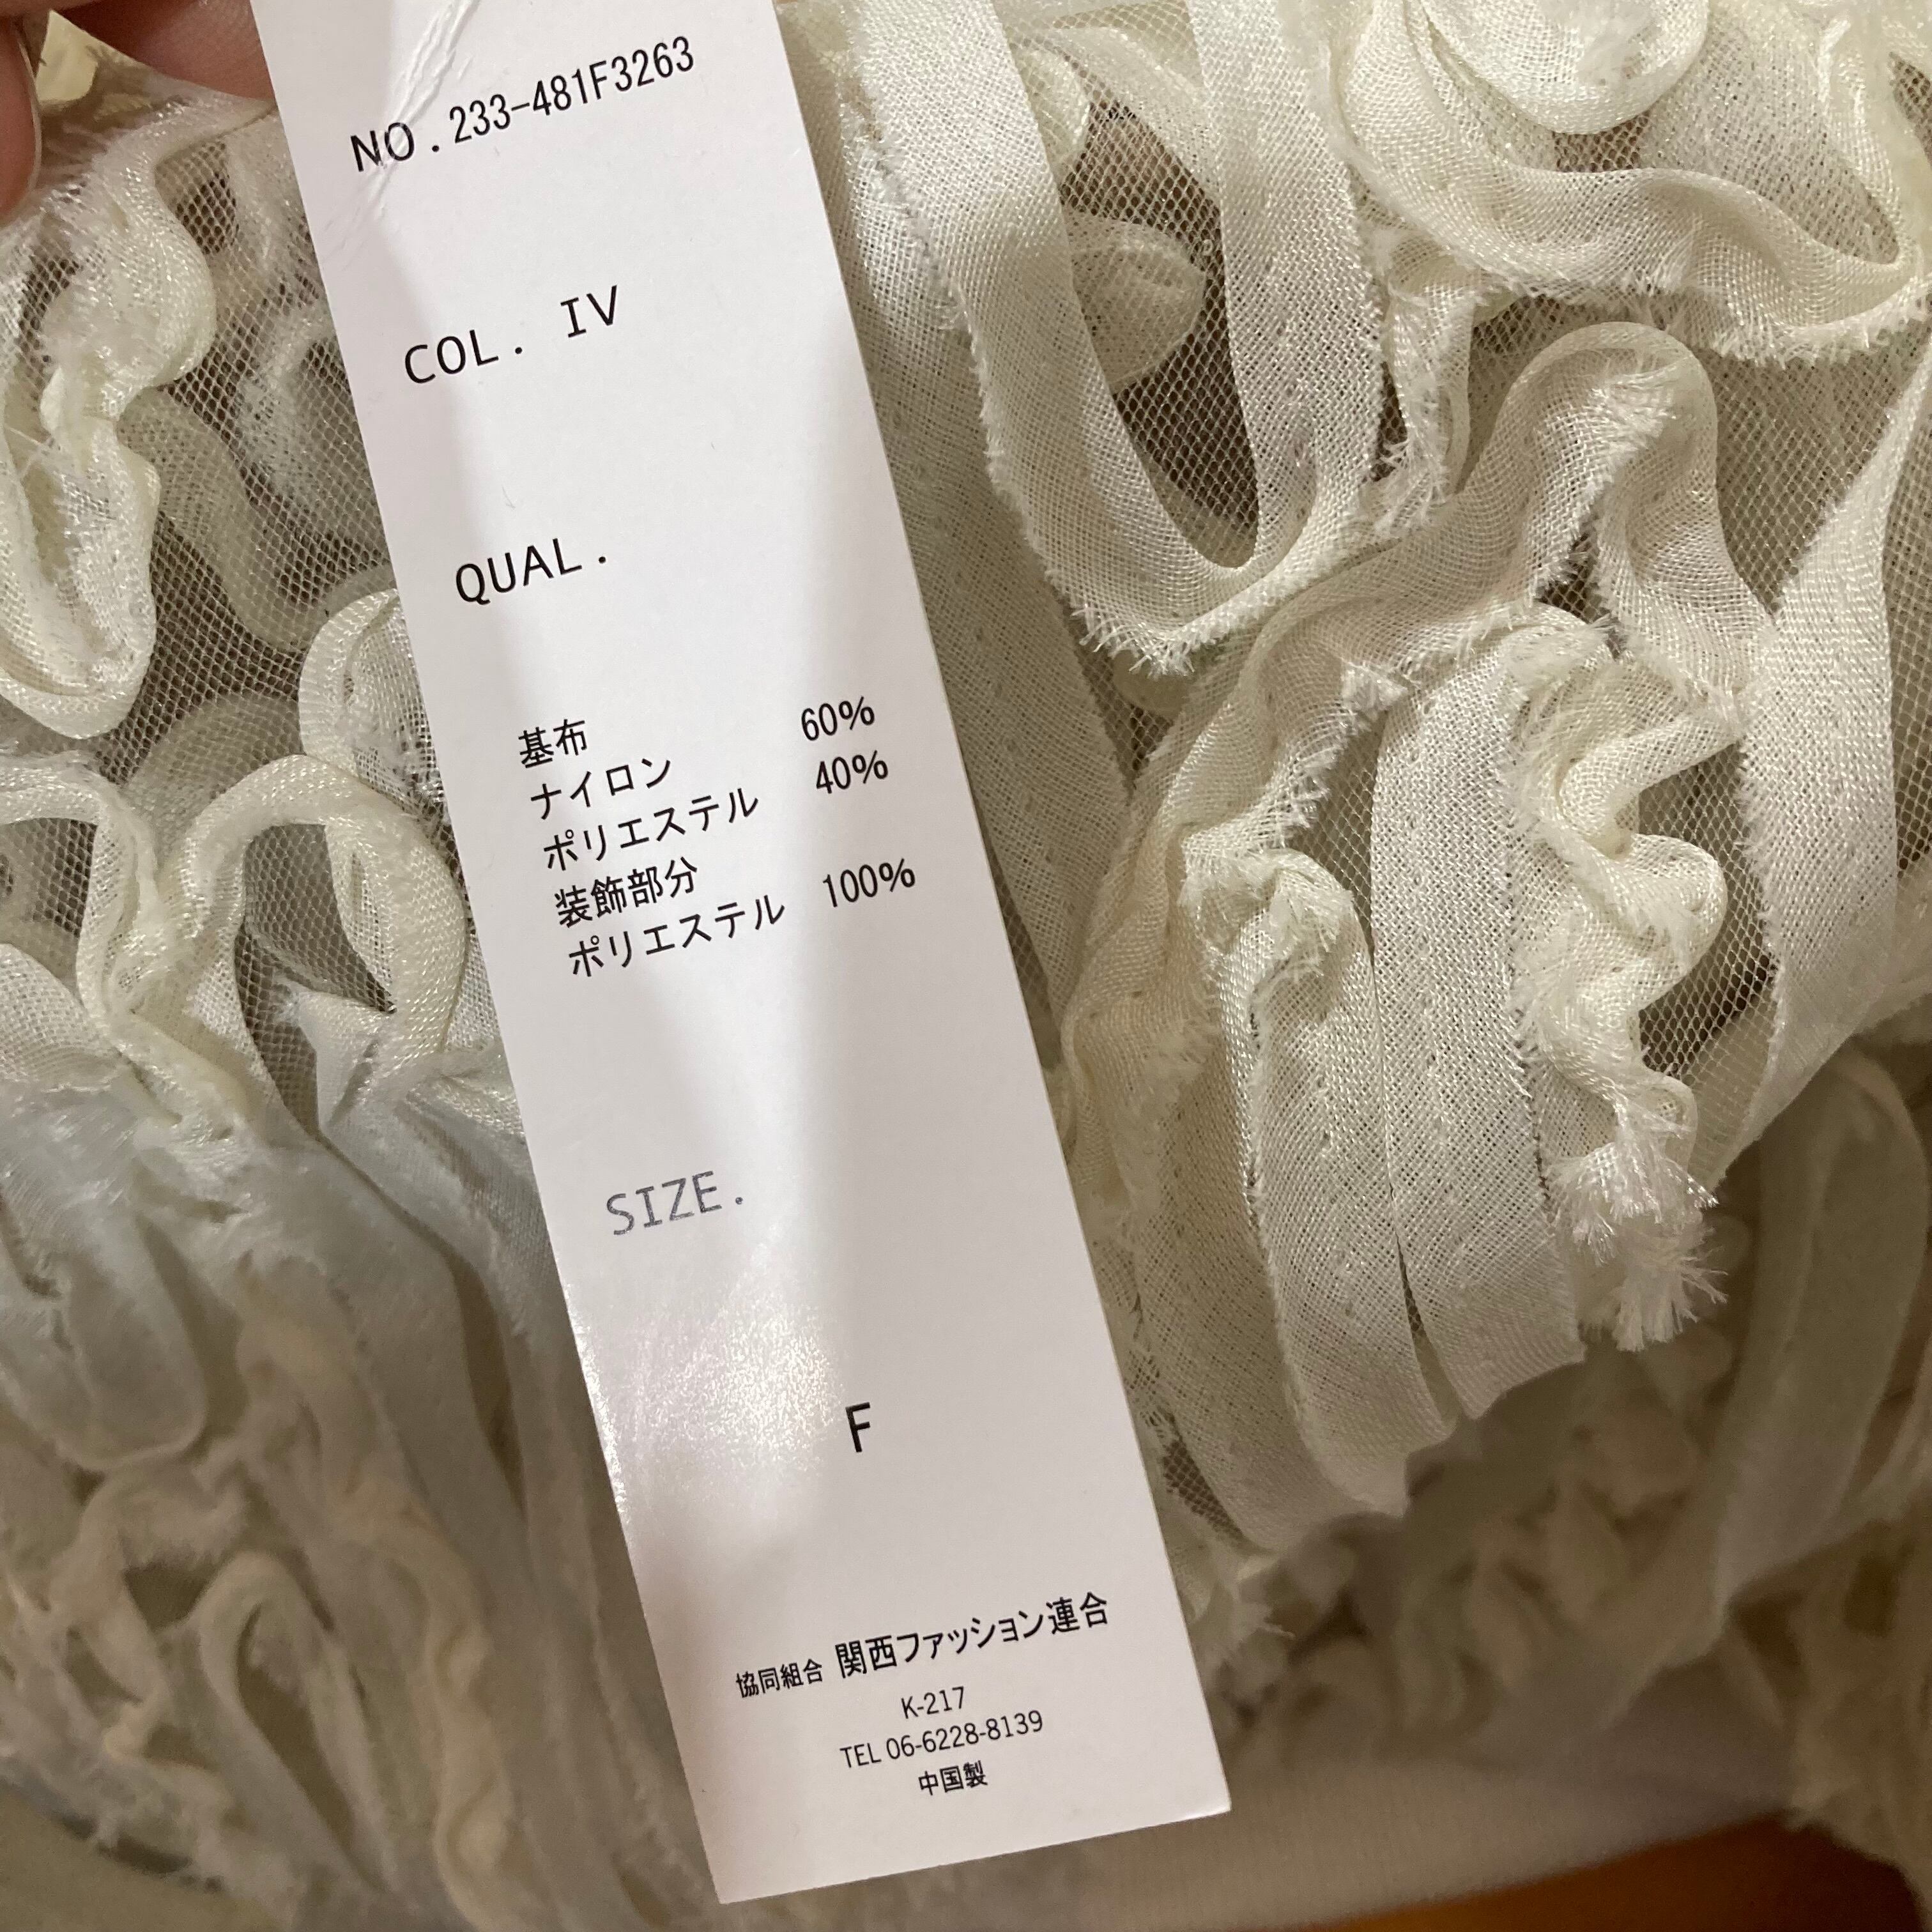 NO.233-481F3263
COL. IV
QUAL.
基布
ナイロン 60%
ポリエステル 40%
装飾部分
ポリエステル 100%
SIZE.
F
協同組合 関西ファッション連合
K-217
TEL 06-6228-8139
中国製